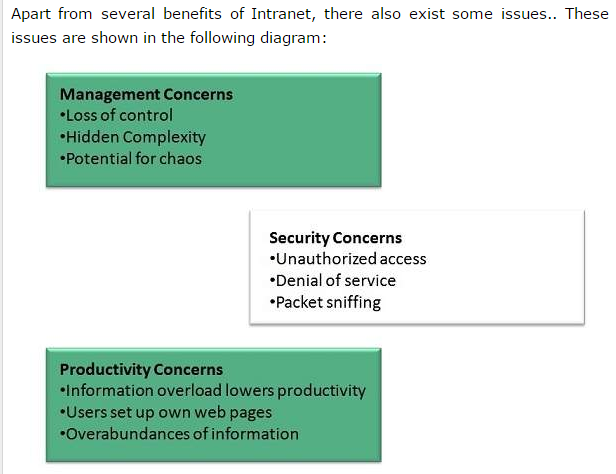 Apart from several benefits of Intranet, there also exist some issues.. These
issues are shown in the following diagram:
Management Concerns
•Loss of control
•Hidden Complexity
•Potential for chaos
Security Concerns
•Unauthorized access
•Denial of service
•Packet sniffing
Productivity Concerns
•Information overload lowers productivity
•Users set up own web pages
•Overabundances of information